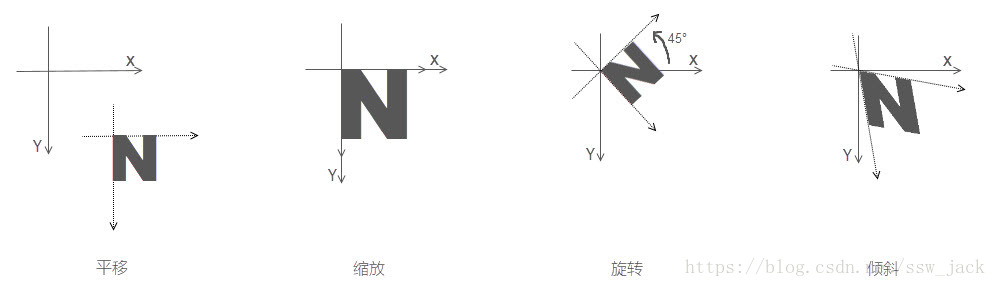 X
Y
N
平移
X
Y
N
缩放
45°
X
Y
N
旋转
X
Y
N
倾斜
https://blog.csdn.net/ssw_jack